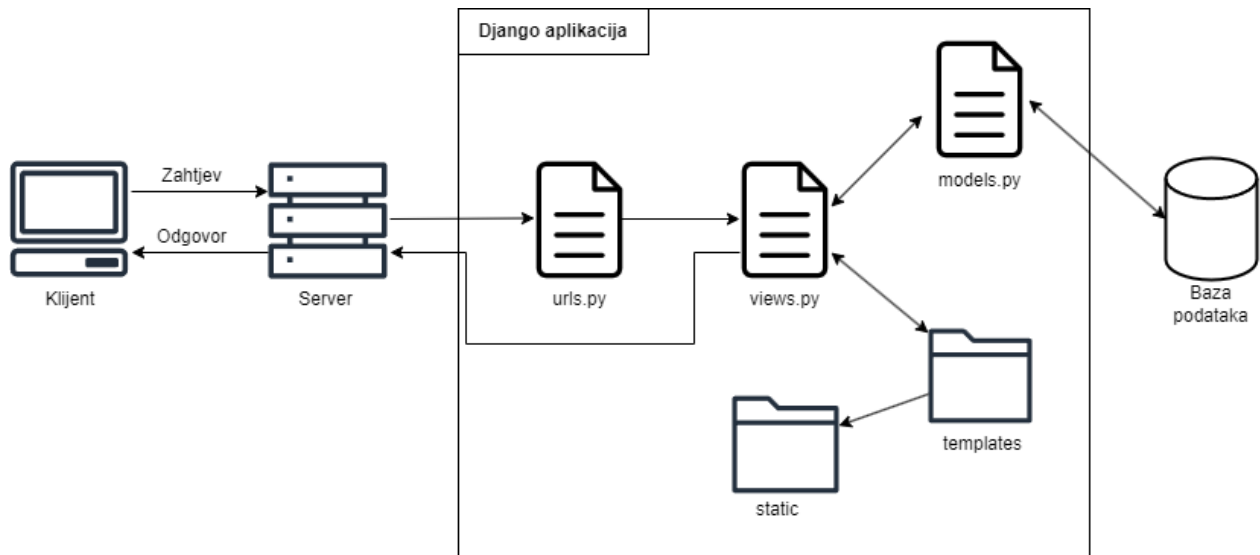 Django aplikacija
models.py
Zahtjev
Odgovor
Klijent
Server
urls.py
views.py
Baza
podataka
templates
static